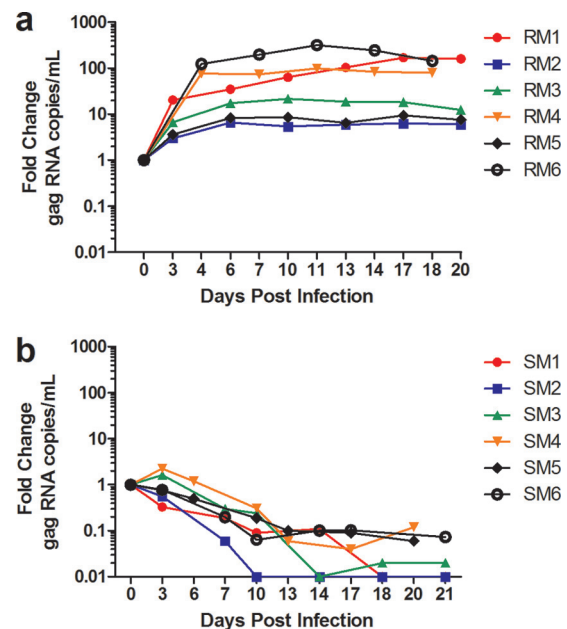 a
Fold Change
gag RNA copies/mL
1000
100
10
1
0.1
0.01
0 3 4 6 7 10 11 13 14 17 18 20
Days Post Infection
RM1
RM2
RM3
RM4
RM5
RM6
b
Fold Change
gag RNA copies/mL
1000
100
10
1
0.1
0.01
0 3 6 7 10 13 14 17 18 20 21
Days Post Infection
SM1
SM2
SM3
SM4
SM5
SM6